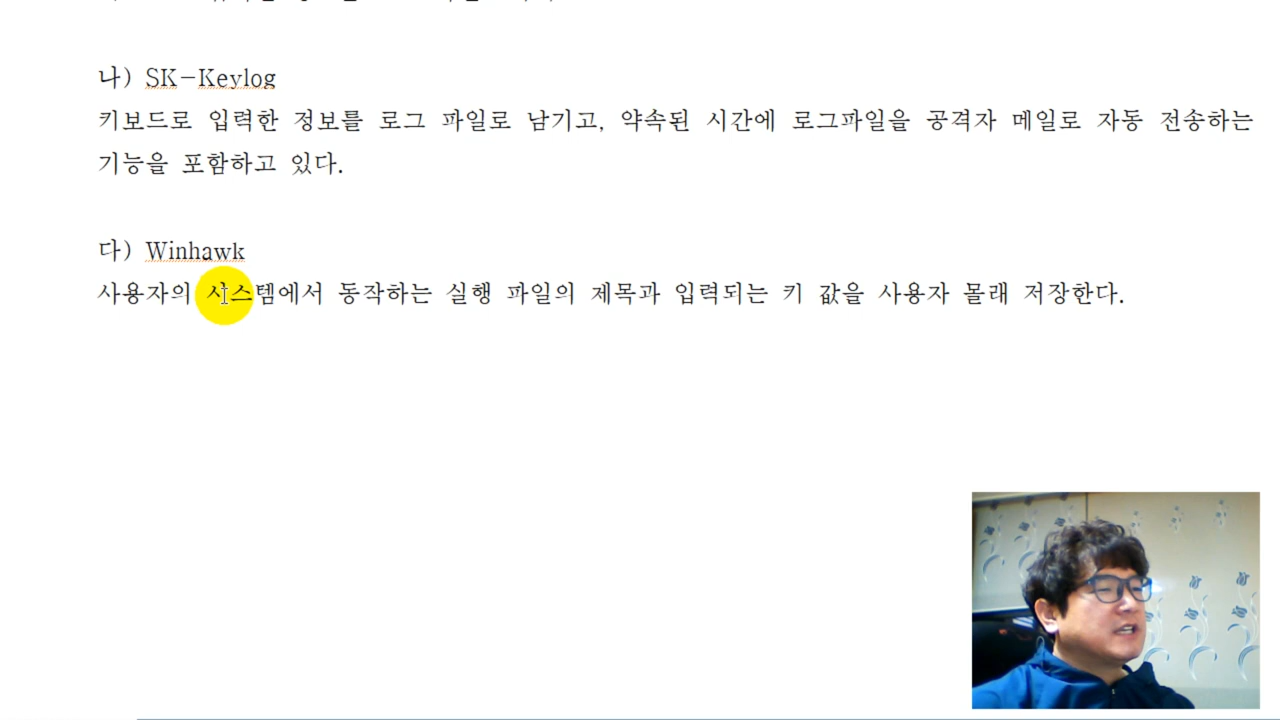 나) SK-Keylog
키보드로 입력한 정보를 로그 파일로 남기고, 약속된 시간에 로그파일을 공격자 메일로 자동 전송하는
기능을 포함하고 있다.
다) Winhawk
사용자의 시스템에서 동작하는 실행 파일의 제목과 입력되는 키 값을 사용자 몰래 저장한다.